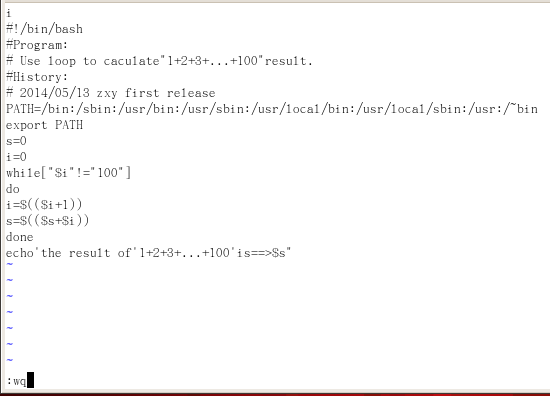 i
#!/bin/bash
#Program:
# Use loop to caculate"1+2+3+...+100"result.
#History:
# 2014/05/13 zxy first release
PATH=/bin:/sbin:/usr/bin:/usr/sbin:/usr/local/bin:/usr/local/sbin:/usr:/~bin
export PATH
s=0
i=0
while["$i"!="100"]
do
i=$(($i+1))
s=$(($s+$i))
done
echo'the result of'1+2+3+...+100'is==>$s"
~
~
~
~
~
~
~
:wq